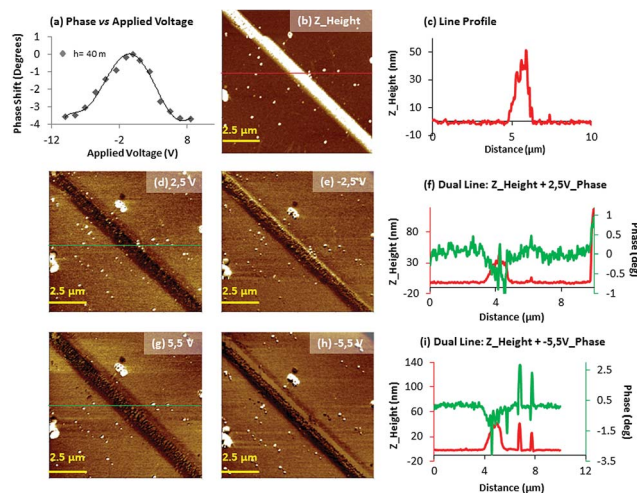 (a) Phase vs Applied Voltage
Phase Shift (Degrees)
1
0
-1
-2
-3
-4
h= 40 m
-12
-2
8
Applied Voltage (V)
(b) Z_Height
2.5 µm
(c) Line Profile
Z_Height (nm)
50
30
10
-10
0
5
10
Distance (µm)
(d) 2,5 V
2.5 µm
(e) -2,5 V
2.5 µm
(f) Dual Line: Z_Height + 2,5V_Phase
Z_Height (nm)
80
30
-20
0
4
8
Distance (µm)
1
0.5
0
-0.5
-1
Phase (deg)
(g) 5,5 V
2.5 µm
(h) -5,5 V
2.5 µm
(i) Dual Line: Z_Height + -5,5V_Phase
Z_Height (nm)
140
100
60
20
-20
0
4
8
12
Distance (µm)
2.5
0.5
-1.5
-3.5
Phase (deg)